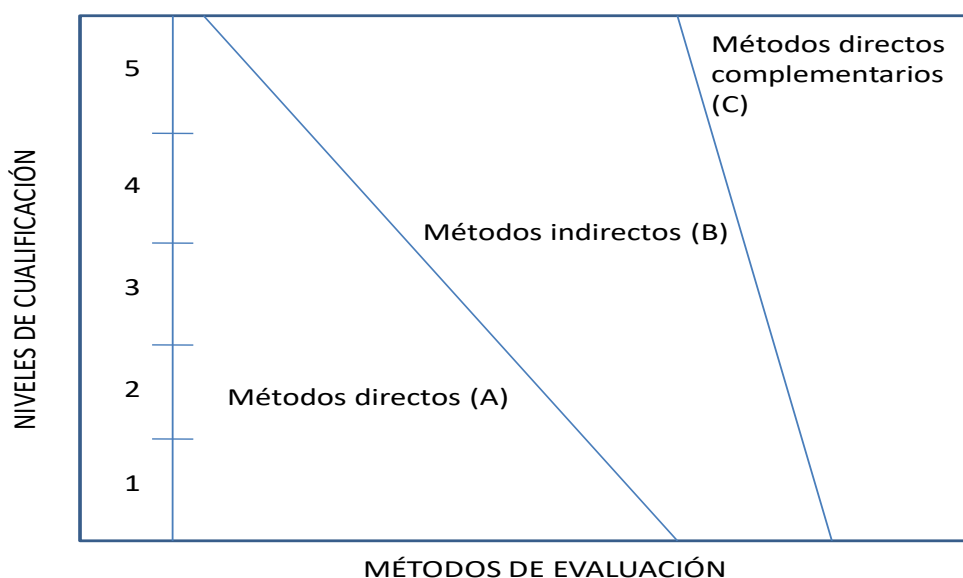 NIVELES DE CUALIFICACIÓN
5
4
3
2
1
Métodos directos
complementarios
(C)
Métodos indirectos (B)
Métodos directos (A)
MÉTODOS DE EVALUACIÓN